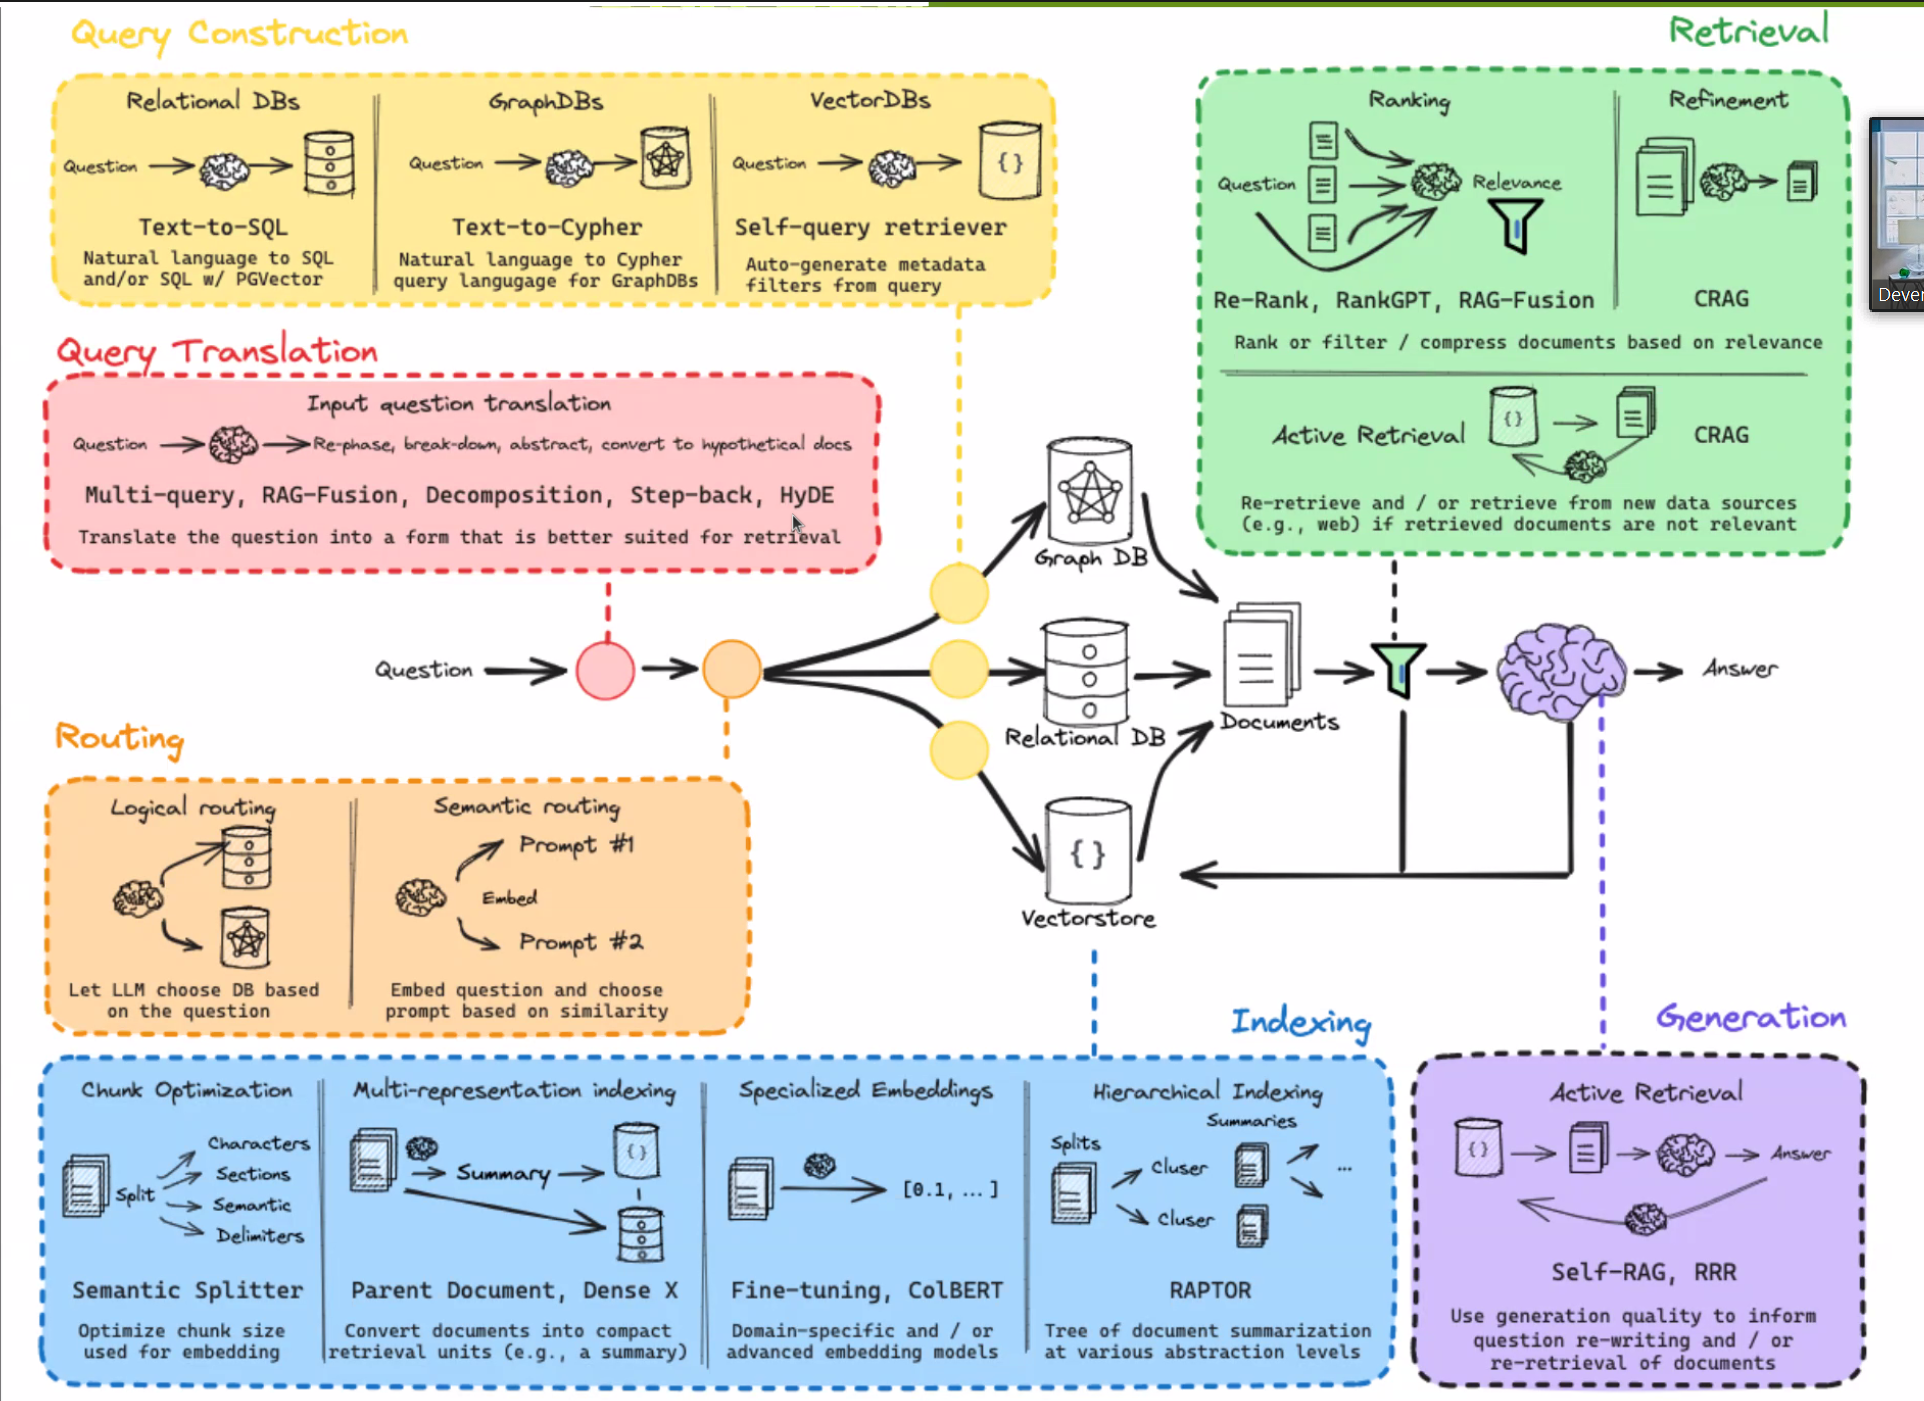 Query Construction
Relational DBs
Question
Text-to-SQL
Natural language to SQL
and/or SQL w/ PGVector
GraphDBs
Question
Text-to-Cypher
Natural language to Cypher
query langugage for GraphDBs
VectorDBs
Question
{}
Self-query retriever
Auto-generate metadata
filters from query
Retrieval
Ranking
Question
Relevance
Re-Rank, RankGPT, RAG-Fusion
Refinement
CRAG
Rank or filter / compress documents based on relevance
Active Retrieval
{}
CRAG
Re-retrieve and / or retrieve from new data sources
(e.g., web) if retrieved documents are not relevant
Dever
Query Translation
Input question translation
Question
Re-phase, break-down, abstract, convert to hypothetical docs
Multi-query, RAG-Fusion, Decomposition, Step-back, HyDE
Translate the question into a form that is better suited for retrieval
Question
Graph DB
Relational DB
{}
Vectorstore
Documents
Answer
Routing
Logical routing
Let LLM choose DB based
on the question
Semantic routing
Prompt #1
Embed
Prompt #2
Embed question and choose
prompt based on similarity
Indexing
Chunk Optimization
Split
Characters
Sections
Semantic
Delimiters
Semantic Splitter
Optimize chunk size
used for embedding
Multi-representation indexing
Summary
{}
Parent Document, Dense X
Convert documents into compact
retrieval units (e.g., a summary)
Specialized Embeddings
[0.1, ...]
Fine-tuning, ColBERT
Domain-specific and / or
advanced embedding models
Hierarchical Indexing
Splits
Summaries
Cluser
Cluser
...
RAPTOR
Tree of document summarization
at various abstraction levels
Generation
Active Retrieval
{}
Answer
Self-RAG, RRR
Use generation quality to inform
question re-writing and / or
re-retrieval of documents